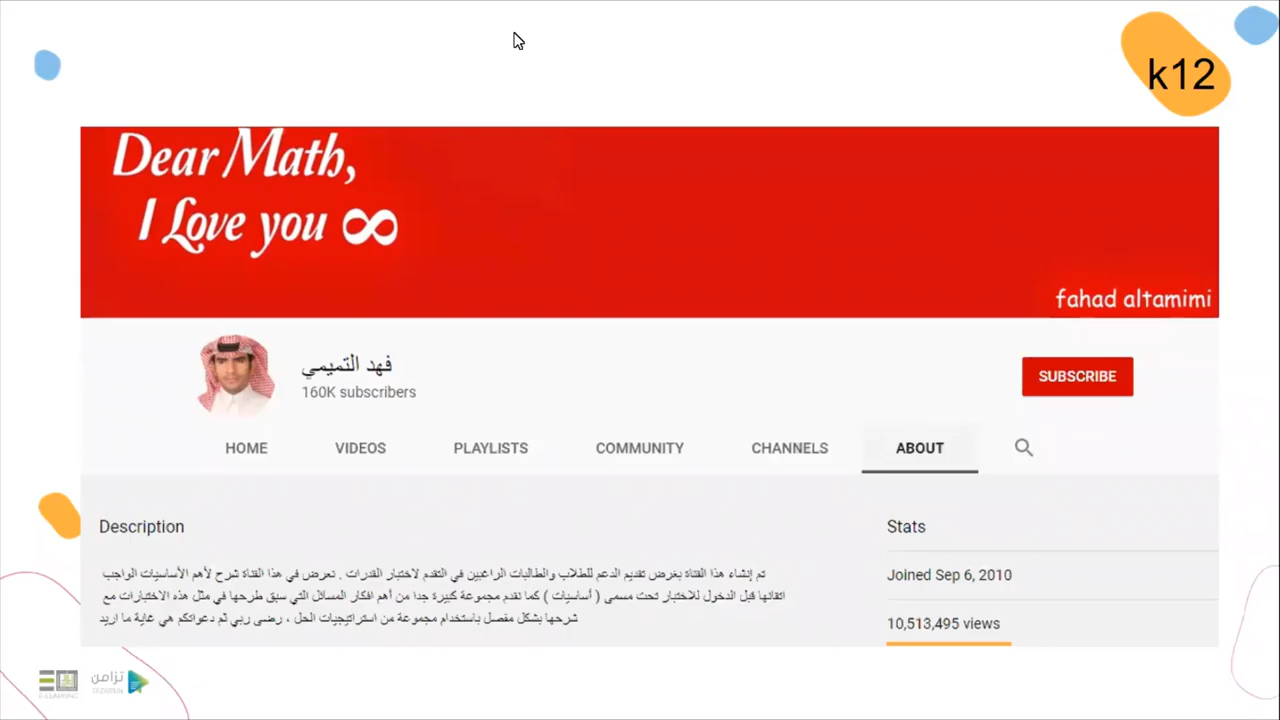 k12
Dear Math,
I Love you ∞
fahad altamimi
فهد التميمي
160K subscribers
SUBSCRIBE
HOME
VIDEOS
PLAYLISTS
COMMUNITY
CHANNELS
ABOUT
Description
تم إنشاء هذا القناة بغرض تقديم الدعم للطلاب والطالبات الراغبين في التقدم لاختبار القدرات . تعرض في هذا القناة شرح لأهم الأساسيات الواجب
اتقانها قبل الدخول للاختبار تحت مسمى ( أساسيات ) كما تقدم مجموعة كبيرة جدا من أهم افكار المسائل التي سبق طرحها في مثل هذه الاختبارات مع
شرحها بشكل مفصل باستخدام مجموعة من استراتيجيات الحل ، رضى ربي ثم دعواتكم هي غاية ما اريد
Stats
Joined Sep 6, 2010
10,513,495 views
تزامن